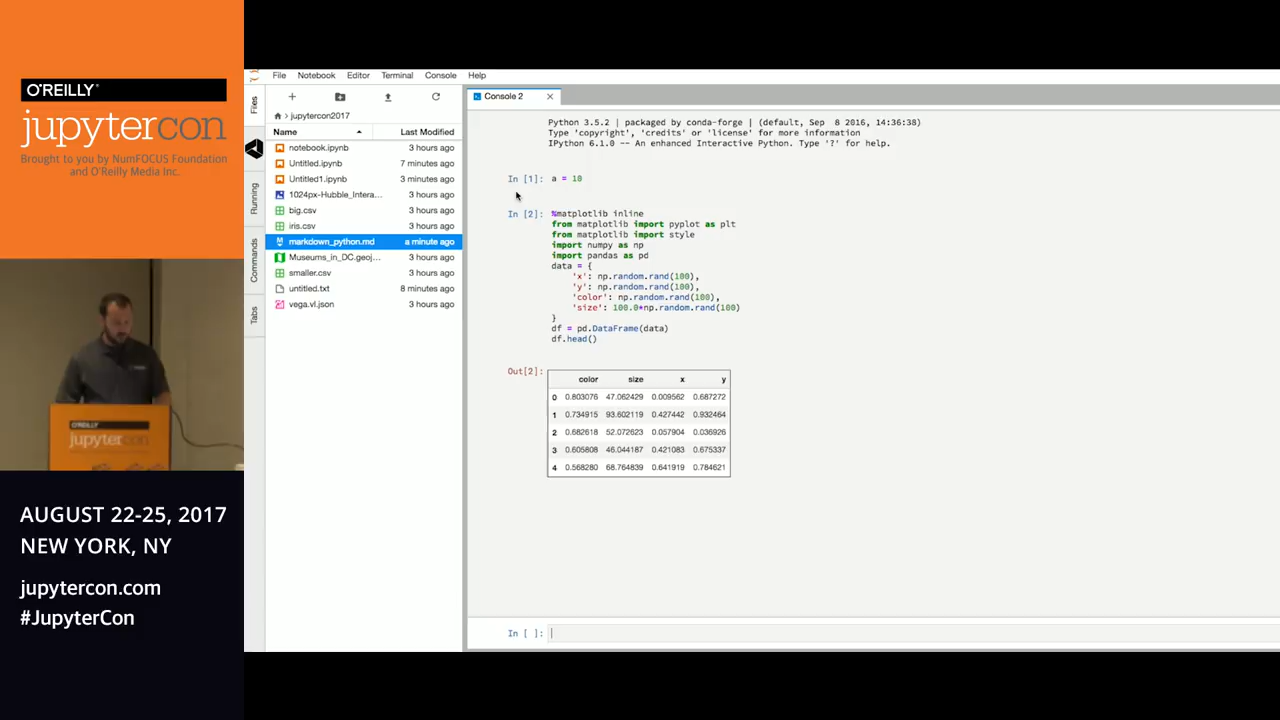 O'REILLY®
jupytercon
Brought to you by NumFOCUS Foundation
and O'Reilly Media Inc.
AUGUST 22-25, 2017
NEW YORK, NY
jupytercon.com
#JupyterCon
O'REILLY
jupytercon
File Notebook Editor Terminal Console Help
Files
Running
Commands
Tabs
jupytercon2017
Name Last Modified
notebook.ipynb 3 hours ago
Untitled.ipynb 7 minutes ago
Untitled1.ipynb 3 minutes ago
1024px-Hubble_Intera... 3 hours ago
big.csv 3 hours ago
iris.csv 3 hours ago
markdown_python.md a minute ago
Museums_in_DC.geoj... 3 hours ago
smaller.csv 3 hours ago
untitled.txt 8 minutes ago
vega.vl.json 3 hours ago
Console 2
Python 3.5.2 | packaged by conda-forge | (default, Sep  8 2016, 14:36:38)
Type 'copyright', 'credits' or 'license' for more information
IPython 6.1.0 -- An enhanced Interactive Python. Type '?' for help.
In [1]: a = 10
In [2]: %matplotlib inline
from matplotlib import pyplot as plt
from matplotlib import style
import numpy as np
import pandas as pd
data = {
'x': np.random.rand(100),
'y': np.random.rand(100),
'color': np.random.rand(100),
'size': 100.0*np.random.rand(100)
}
df = pd.DataFrame(data)
df.head()
Out[2]:
color size x y
0 0.803076 47.062429 0.009562 0.687272
1 0.734915 93.602119 0.427442 0.932464
2 0.682618 52.072623 0.057904 0.036926
3 0.605808 46.044187 0.421083 0.675337
4 0.568280 68.764839 0.641919 0.784621
In [ ]: